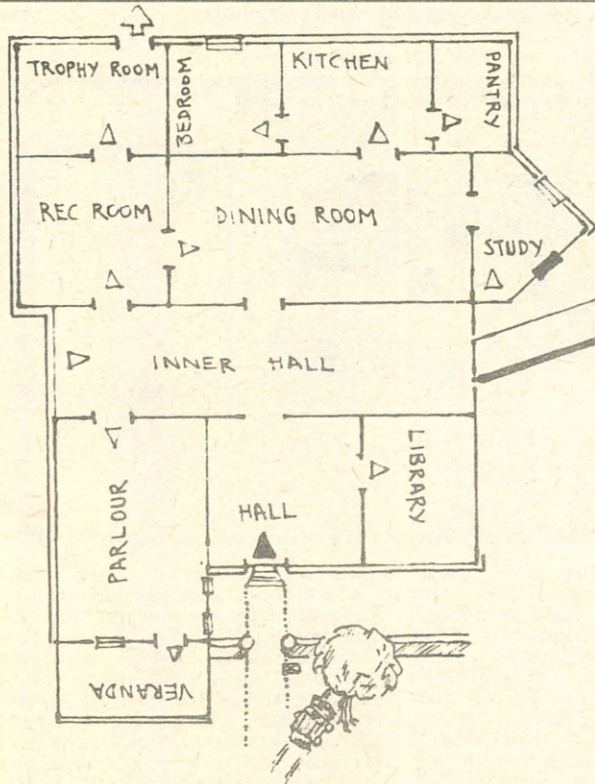 TROPHY ROOM
BEDROOM
KITCHEN
PANTRY
REC ROOM
DINING ROOM
STUDY
INNER HALL
PARLOUR
HALL
LIBRARY
VERANDA